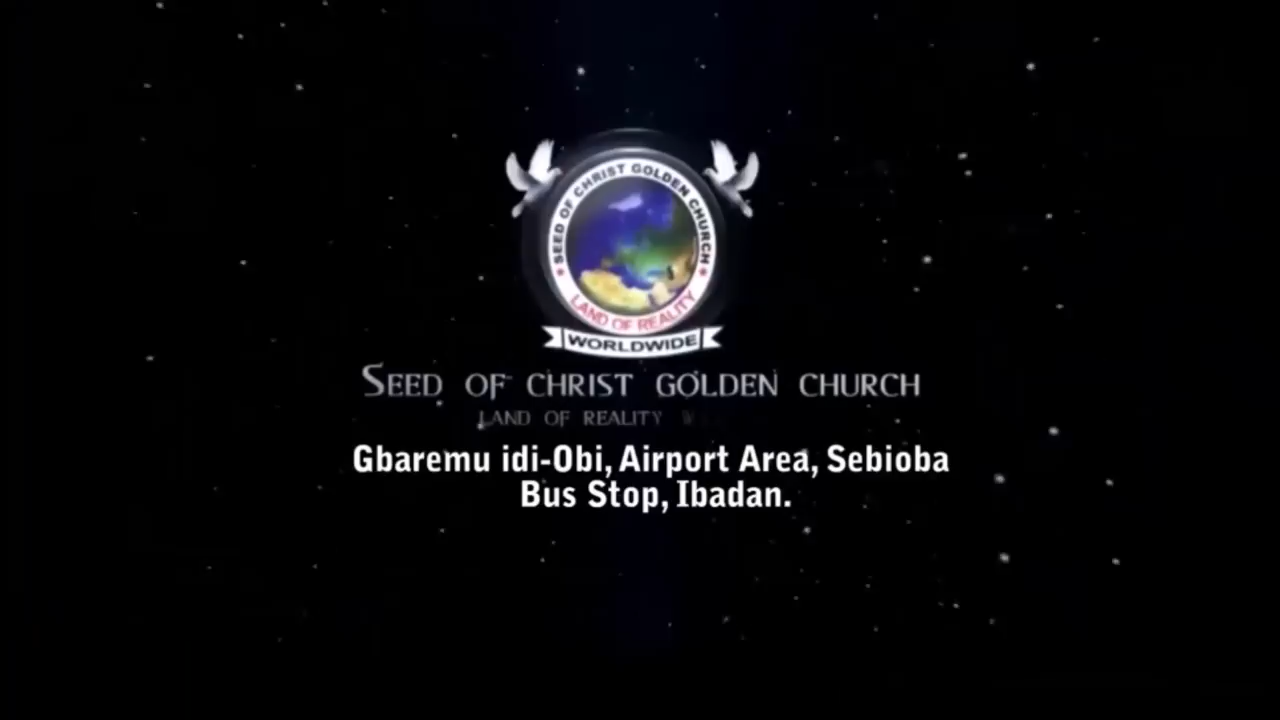 SEED OF CHRIST GOLDEN CHURCH
LAND OF REALITY
WORLDWIDE
SEED OF CHRIST GOLDEN CHURCH
LAND OF REALITY
Gbaremu idi-Obi, Airport Area, Sebioba
Bus Stop, Ibadan.